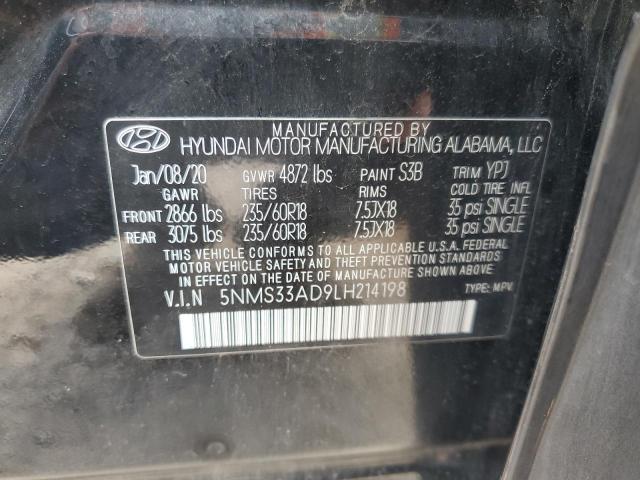 MANUFACTURED BY
HYUNDAI MOTOR MANUFACTURING ALABAMA, LLC
Jan/08/20 GVWR 4872 lbs PAINT S3B TRIM YPJ
GAWR TIRES RIMS COLD TIRE INFL
FRONT 2866 lbs 235/60R18 7.5JX18 35 psi SINGLE
REAR 3075 lbs 235/60R18 7.5JX18 35 psi SINGLE
THIS VEHICLE CONFORMS TO ALL APPLICABLE U.S.A. FEDERAL
MOTOR VEHICLE SAFETY AND THEFT PREVENTION STANDARDS
IN EFFECT ON THE DATE OF MANUFACTURE SHOWN ABOVE.
V.I.N 5NMS33AD9LH214198 TYPE: MPV